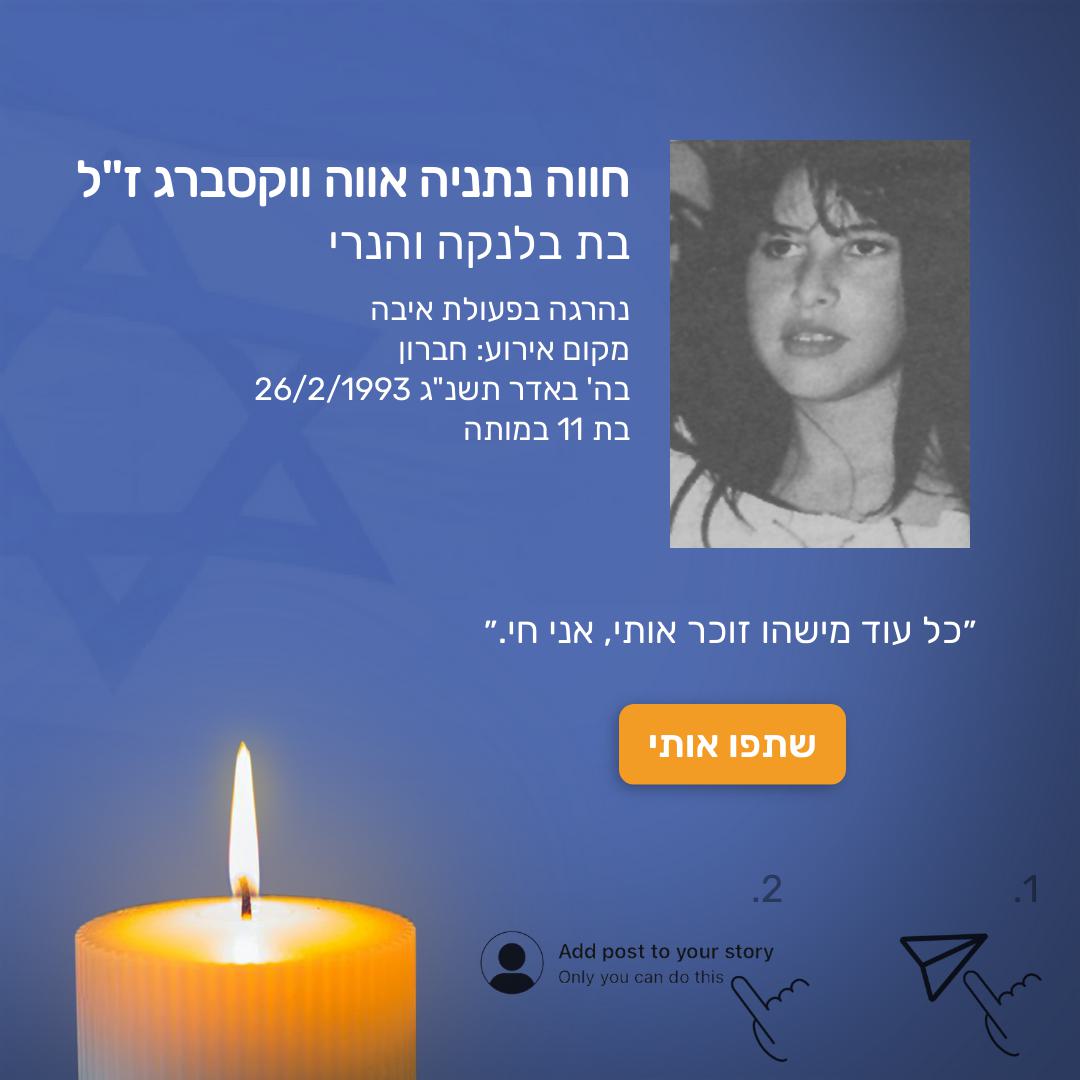 חווה נתניה אווה ווקסברג ז"ל
בת בלנקה והנרי
נהרגה בפעולת איבה
מקום אירוע: חברון
בה' באדר תשנ"ג 26/2/1993
בת 11 במותה
״כל עוד מישהו זוכר אותי, אני חי.״
שתפו אותי
.1
.2
Add post to your story
Only you can do this